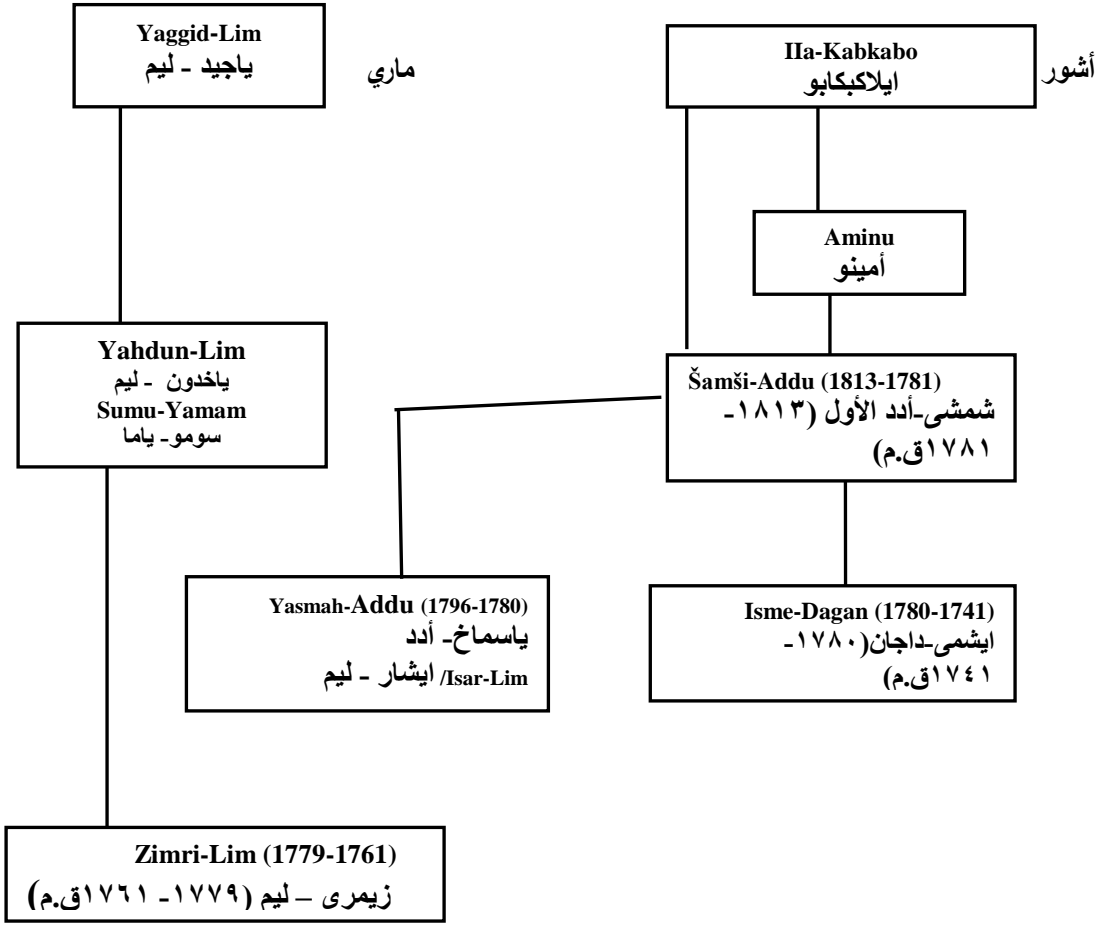 Yaggid-Lim
ياجيد - ليم
ماري
IIa-Kabkabo
ايلاكبكابو
أشور
Aminu
أمينو
Yahdun-Lim
ياخدون - ليم
Sumu-Yamam
سومو- ياما
Šamši-Addu (1813-1781)
شمشى-أدد الأول (١٨١٣-
١٧٨١ق.م)
Yasmah-Addu (1796-1780)
ياسماخ- أدد
ايشار - ليم /Isar-Lim
Isme-Dagan (1780-1741)
ايشمى-داجان(١٧٨٠-
١٧٤١ق.م)
Zimri-Lim (1779-1761)
زيمرى – ليم (١٧٧٩- ١٧٦١ق.م)